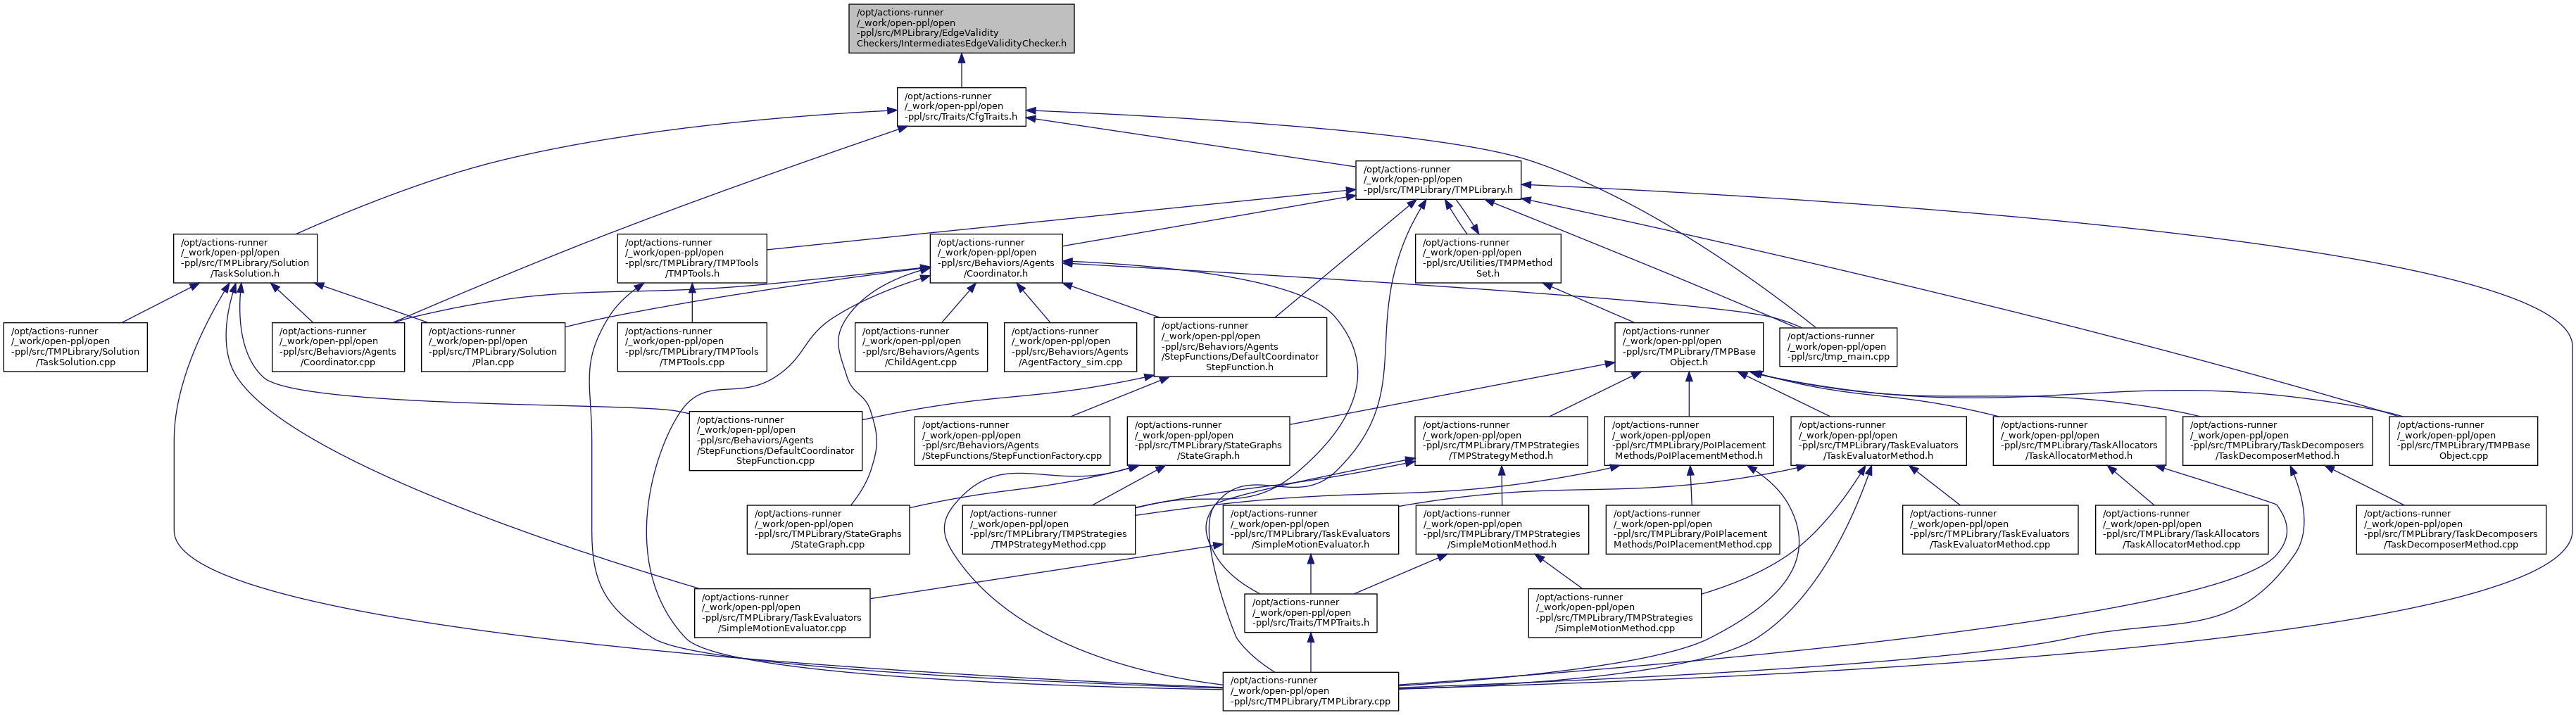 /opt/actions-runner
/_work/open-ppl/open
-ppl/src/MPLibrary/EdgeValidity
Checkers/IntermediatesEdgeValidityChecker.h
/opt/actions-runner
/_work/open-ppl/open
-ppl/src/Traits/CfgTraits.h
/opt/actions-runner
/_work/open-ppl/open
-ppl/src/TMPLibrary/TMPLibrary.h
/opt/actions-runner
/_work/open-ppl/open
-ppl/src/TMPLibrary/Solution
/TaskSolution.h
/opt/actions-runner
/_work/open-ppl/open
-ppl/src/TMPLibrary/TMPTools
/TMPTools.h
/opt/actions-runner
/_work/open-ppl/open
-ppl/src/Behaviors/Agents
/Coordinator.h
/opt/actions-runner
/_work/open-ppl/open
-ppl/src/Utilities/TMPMethod
Set.h
/opt/actions-runner
/_work/open-ppl/open
-ppl/src/TMPLibrary/Solution
/TaskSolution.cpp
/opt/actions-runner
/_work/open-ppl/open
-ppl/src/Behaviors/Agents
/Coordinator.cpp
/opt/actions-runner
/_work/open-ppl/open
-ppl/src/TMPLibrary/Solution
/Plan.cpp
/opt/actions-runner
/_work/open-ppl/open
-ppl/src/TMPLibrary/TMPTools
/TMPTools.cpp
/opt/actions-runner
/_work/open-ppl/open
-ppl/src/Behaviors/Agents
/ChildAgent.cpp
/opt/actions-runner
/_work/open-ppl/open
-ppl/src/Behaviors/Agents
/AgentFactory_sim.cpp
/opt/actions-runner
/_work/open-ppl/open
-ppl/src/Behaviors/Agents
/StepFunctions/DefaultCoordinator
StepFunction.h
/opt/actions-runner
/_work/open-ppl/open
-ppl/src/TMPLibrary/TMPBase
Object.h
/opt/actions-runner
/_work/open-ppl/open
-ppl/src/tmp_main.cpp
/opt/actions-runner
/_work/open-ppl/open
-ppl/src/Behaviors/Agents
/StepFunctions/DefaultCoordinator
StepFunction.cpp
/opt/actions-runner
/_work/open-ppl/open
-ppl/src/Behaviors/Agents
/StepFunctions/StepFunctionFactory.cpp
/opt/actions-runner
/_work/open-ppl/open
-ppl/src/TMPLibrary/StateGraphs
/StateGraph.h
/opt/actions-runner
/_work/open-ppl/open
-ppl/src/TMPLibrary/TMPStrategies
/TMPStrategyMethod.h
/opt/actions-runner
/_work/open-ppl/open
-ppl/src/TMPLibrary/PoIPlacement
Methods/PoIPlacementMethod.h
/opt/actions-runner
/_work/open-ppl/open
-ppl/src/TMPLibrary/TaskEvaluators
/TaskEvaluatorMethod.h
/opt/actions-runner
/_work/open-ppl/open
-ppl/src/TMPLibrary/TaskAllocators
/TaskAllocatorMethod.h
/opt/actions-runner
/_work/open-ppl/open
-ppl/src/TMPLibrary/TaskDecomposers
/TaskDecomposerMethod.h
/opt/actions-runner
/_work/open-ppl/open
-ppl/src/TMPLibrary/TMPBase
Object.cpp
/opt/actions-runner
/_work/open-ppl/open
-ppl/src/TMPLibrary/StateGraphs
/StateGraph.cpp
/opt/actions-runner
/_work/open-ppl/open
-ppl/src/TMPLibrary/TMPStrategies
/TMPStrategyMethod.cpp
/opt/actions-runner
/_work/open-ppl/open
-ppl/src/TMPLibrary/TaskEvaluators
/SimpleMotionEvaluator.h
/opt/actions-runner
/_work/open-ppl/open
-ppl/src/TMPLibrary/TMPStrategies
/SimpleMotionMethod.h
/opt/actions-runner
/_work/open-ppl/open
-ppl/src/TMPLibrary/PoIPlacement
Methods/PoIPlacementMethod.cpp
/opt/actions-runner
/_work/open-ppl/open
-ppl/src/TMPLibrary/TaskEvaluators
/TaskEvaluatorMethod.cpp
/opt/actions-runner
/_work/open-ppl/open
-ppl/src/TMPLibrary/TaskAllocators
/TaskAllocatorMethod.cpp
/opt/actions-runner
/_work/open-ppl/open
-ppl/src/TMPLibrary/TaskDecomposers
/TaskDecomposerMethod.cpp
/opt/actions-runner
/_work/open-ppl/open
-ppl/src/TMPLibrary/TaskEvaluators
/SimpleMotionEvaluator.cpp
/opt/actions-runner
/_work/open-ppl/open
-ppl/src/Traits/TMPTraits.h
/opt/actions-runner
/_work/open-ppl/open
-ppl/src/TMPLibrary/TMPStrategies
/SimpleMotionMethod.cpp
/opt/actions-runner
/_work/open-ppl/open
-ppl/src/TMPLibrary/TMPLibrary.cpp